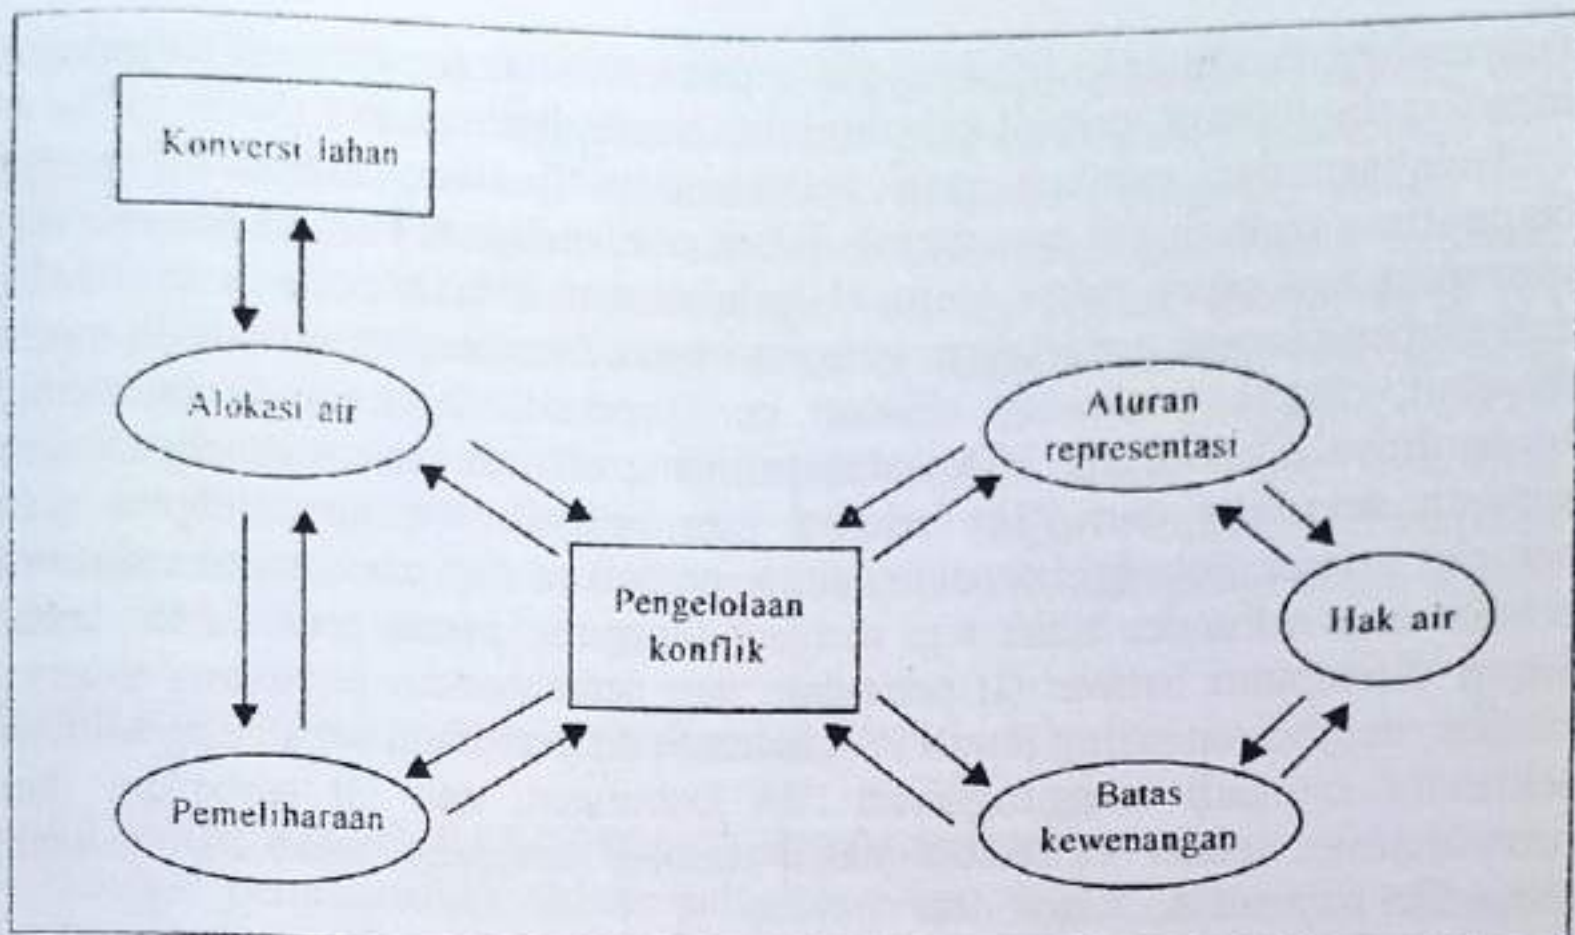 Konversi lahan
Alokasi air
Aturan
representasi
Pengelolaan
konflik
Hak air
Pemeliharaan
Batas
kewenangan